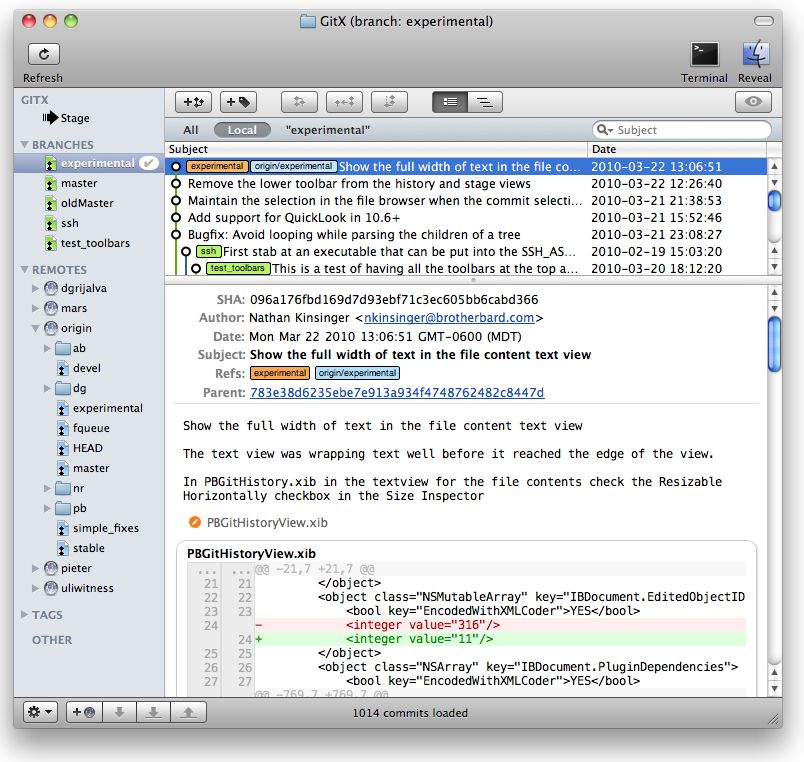 GitX (branch: experimental)
Refresh
Terminal Reveal
GITX
Stage
BRANCHES
experimental
master
oldMaster
ssh
test_toolbars
REMOTES
dgrijalva
mars
origin
ab
devel
dg
experimental
fqueue
HEAD
master
nr
pb
simple_fixes
stable
pieter
uliwitness
TAGS
OTHER
All Local "experimental" Subject
Subject Date
experimental origin/experimental Show the full width of text in the file co... 2010-03-22 13:06:51
Remove the lower toolbar from the history and stage views 2010-03-22 12:26:40
Maintain the selection in the file browser when the commit selecti... 2010-03-21 21:38:53
Add support for QuickLook in 10.6+ 2010-03-22 15:52:46
Bugfix: Avoid looping while parsing the children of a tree 2010-03-21 23:08:27
ssh First stab at an executable that can be put into the SSH_AS... 2010-02-19 15:03:20
test_toolbars This is a test of having all the toolbars at the top a... 2010-03-20 18:12:20
SHA: 096a176fbd169d7d93ebf71c3ec605bb6cabd366
Author: Nathan Kinsinger <nkinsinger@brotherbard.com>
Date: Mon Mar 22 2010 13:06:51 GMT-0600 (MDT)
Subject: Show the full width of text in the file content text view
Refs: experimental origin/experimental
Parent: 783e38d6235ebe7e913a934f4748762482c8447d
Show the full width of text in the file content text view
The text view was wrapping text well before it reached the edge of the view.
In PBGitHistory.xib in the textview for the file contents check the Resizable
Horizontally checkbox in the Size Inspector
PBGitHistoryView.xib
PBGitHistoryView.xib
... ... @@ -21,7 +21,7 @@
21 21 </object>
22 22 <object class="NSMutableArray" key="IBDocument.EditedObjectID
23 23 <bool key="EncodedWithXMLCoder">YES</bool>
24 - <integer value="316"/>
24 + <integer value="11"/>
25 25 </object>
26 26 <object class="NSArray" key="IBDocument.PluginDependencies">
27 27 <bool key="EncodedWithXMLCoder">YES</bool>
... ... @@ -769,7 +769,7 @@
1014 commits loaded